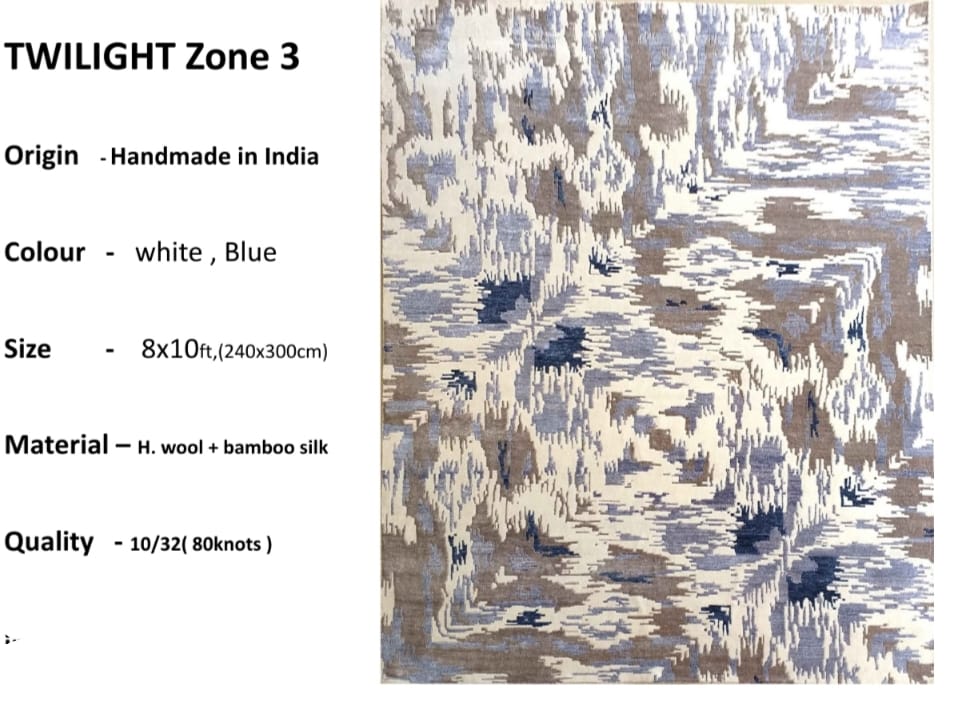 TWILIGHT Zone 3
Origin - Handmade in India
Colour - white , Blue
Size - 8x10ft,(240x300cm)
Material – H. wool + bamboo silk
Quality - 10/32( 80knots )